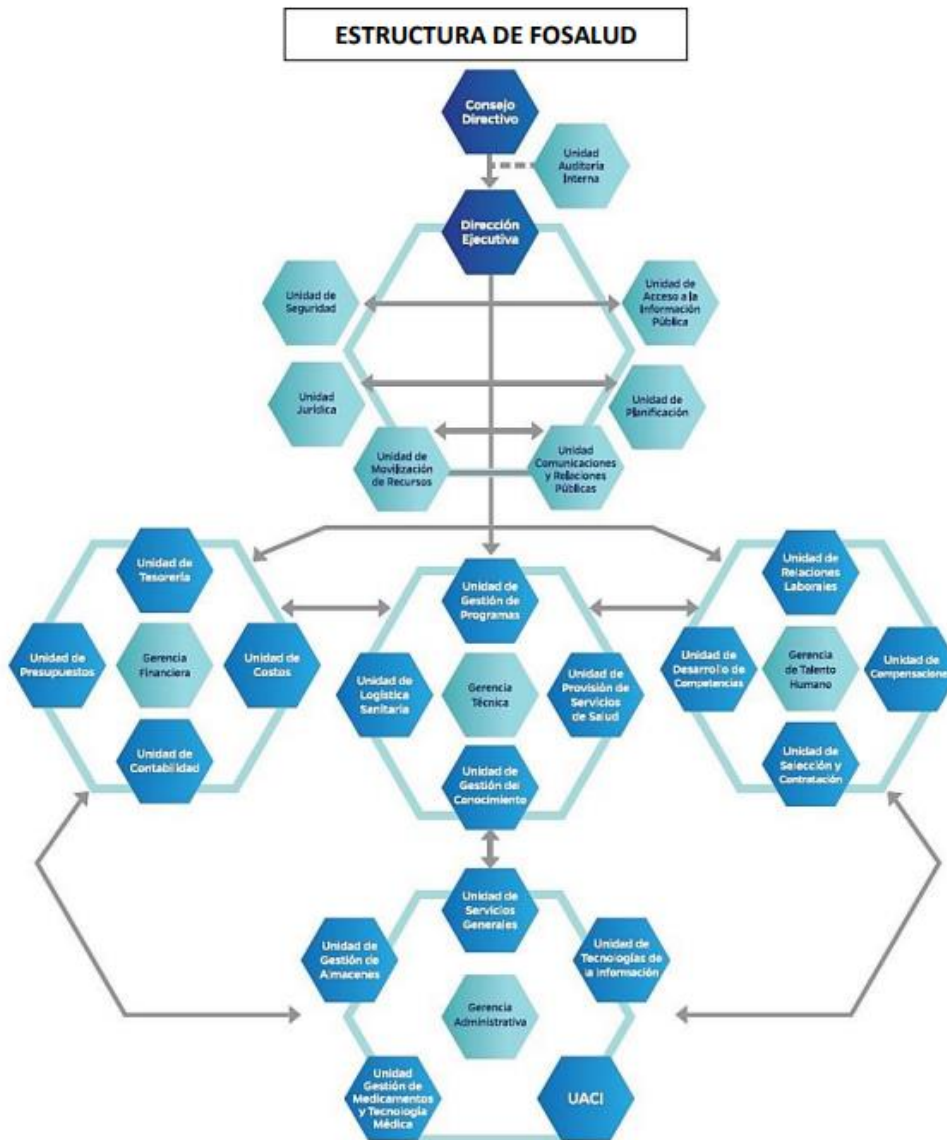 ESTRUCTURA DE FOSALUD
Consejo
Directivo
Unidad
Auditoría
Interna
Dirección
Ejecutiva
Unidad de
Seguridad
Unidad de
Acceso a la
Información
Pública
Unidad
Jurídica
Unidad de
Planificación
Unidad de
Movilización
de Recursos
Unidad
Comunicaciones
y Relaciones
Públicas
Unidad de
Tesorería
Unidad de
Presupuestos
Gerencia
Financiera
Unidad de
Costos
Unidad de
Contabilidad
Unidad de
Gestión de
Programas
Unidad de
Logística
Sanitaria
Gerencia
Técnica
Unidad de
Provisión de
Servicios
de Salud
Unidad de
Gestión del
Conocimiento
Unidad de
Relaciones
Laborales
Unidad de
Desarrollo de
Competencias
Gerencia
de Talento
Humano
Unidad de
Compensacione
Unidad de
Selección y
Contratación
Unidad de
Servicios
Generales
Unidad de
Gestión de
Almacenes
Unidad de
Tecnologías de
la Información
Gerencia
Administrativa
Unidad
Gestión de
Medicamentos
y Tecnología
Médica
UACI